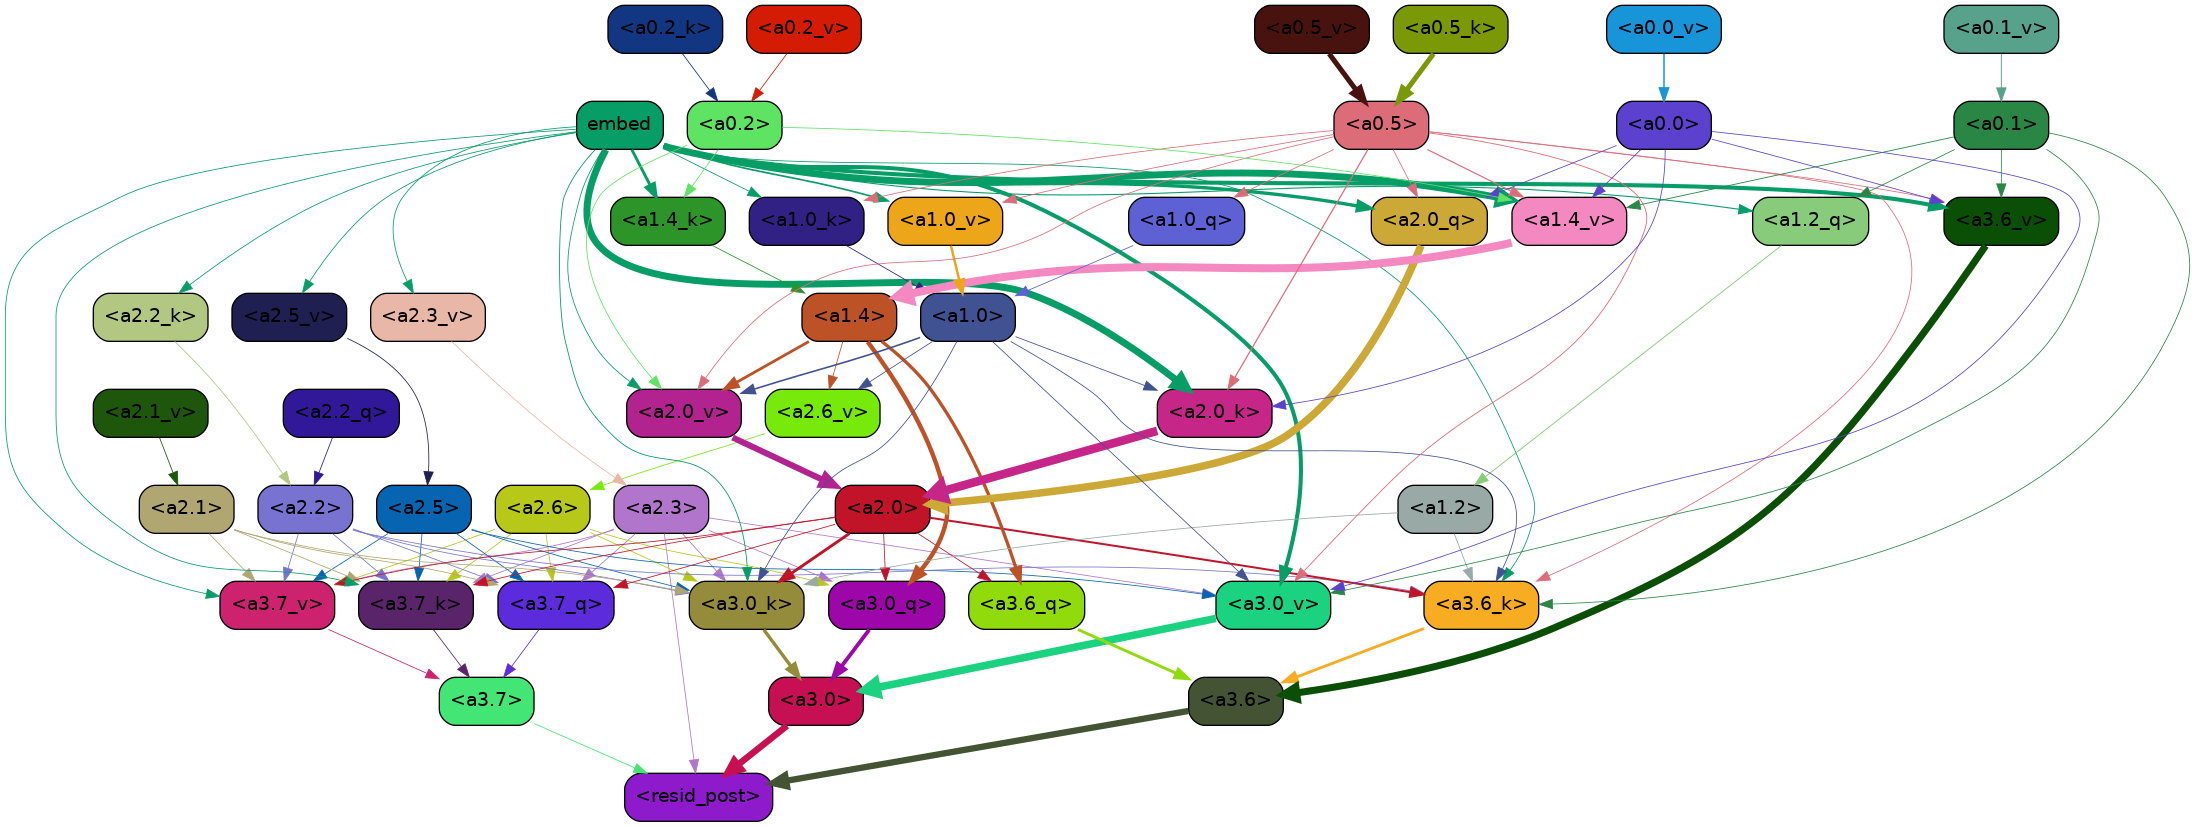 <a0.2_k> <a0.2_v> <a0.5_v> <a0.5_k> <a0.0_v> <a0.1_v>
embed <a0.2> <a0.5> <a0.0> <a0.1>
<a1.4_k> <a1.0_k> <a1.0_v> <a1.0_q> <a2.0_q> <a1.4_v> <a1.2_q> <a3.6_v>
<a2.2_k> <a2.5_v> <a2.3_v> <a1.4> <a1.0>
<a2.1_v> <a2.2_q> <a2.0_v> <a2.6_v> <a2.0_k>
<a2.1> <a2.2> <a2.5> <a2.6> <a2.3> <a2.0> <a1.2>
<a3.7_v> <a3.7_k> <a3.7_q> <a3.0_k> <a3.0_q> <a3.6_q> <a3.0_v> <a3.6_k>
<a3.7> <a3.0> <a3.6>
<resid_post>